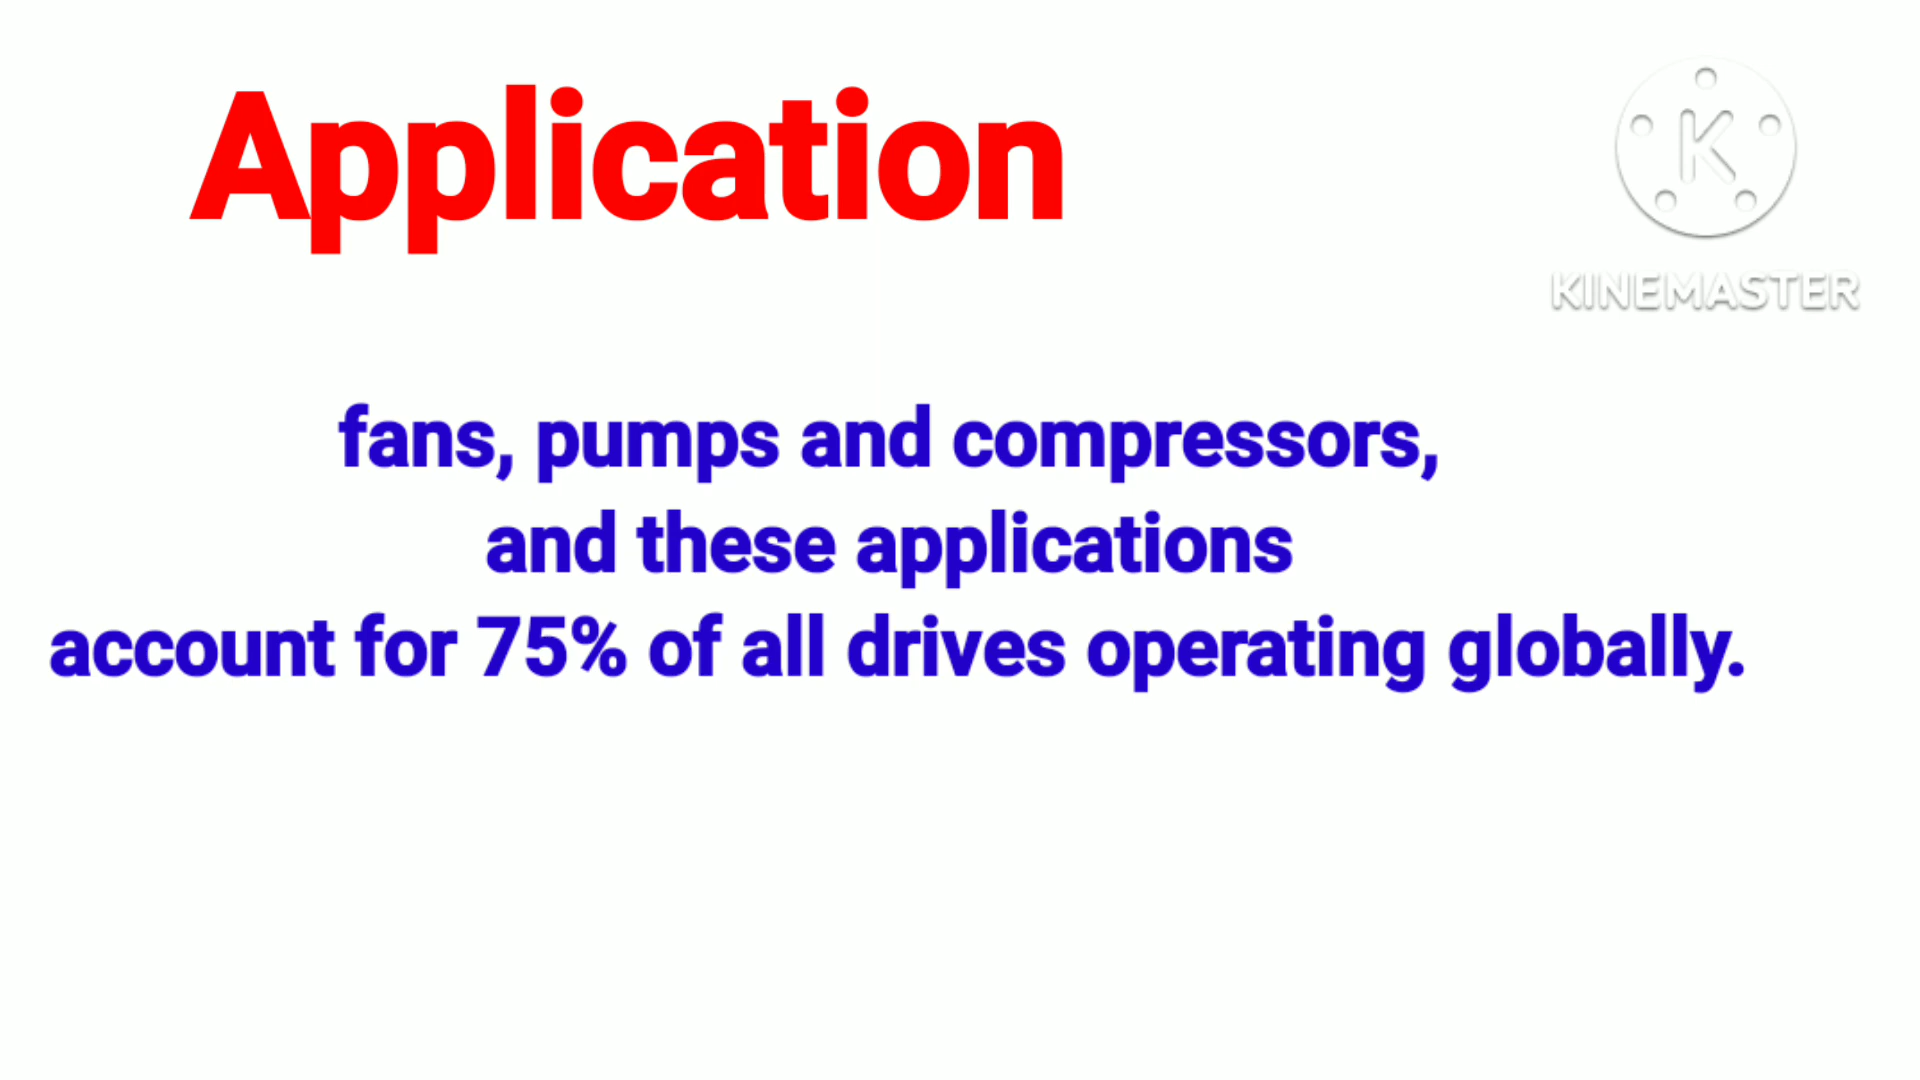 Application
KINEMASTER
fans, pumps and compressors,
and these applications
account for 75% of all drives operating globally.